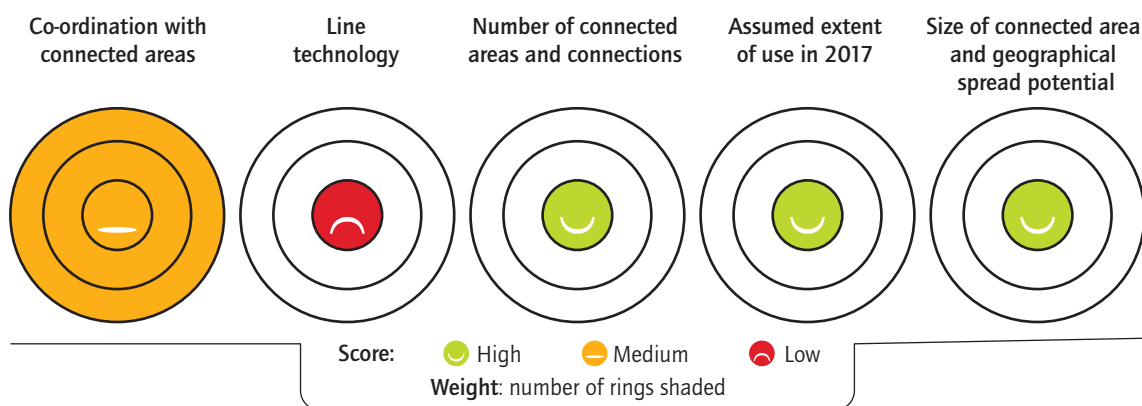 Co-ordination with
connected areas
Line
technology
Number of connected
areas and connections
Assumed extent
of use in 2017
Size of connected area
and geographical
spread potential
Score: High Medium Low
Weight: number of rings shaded